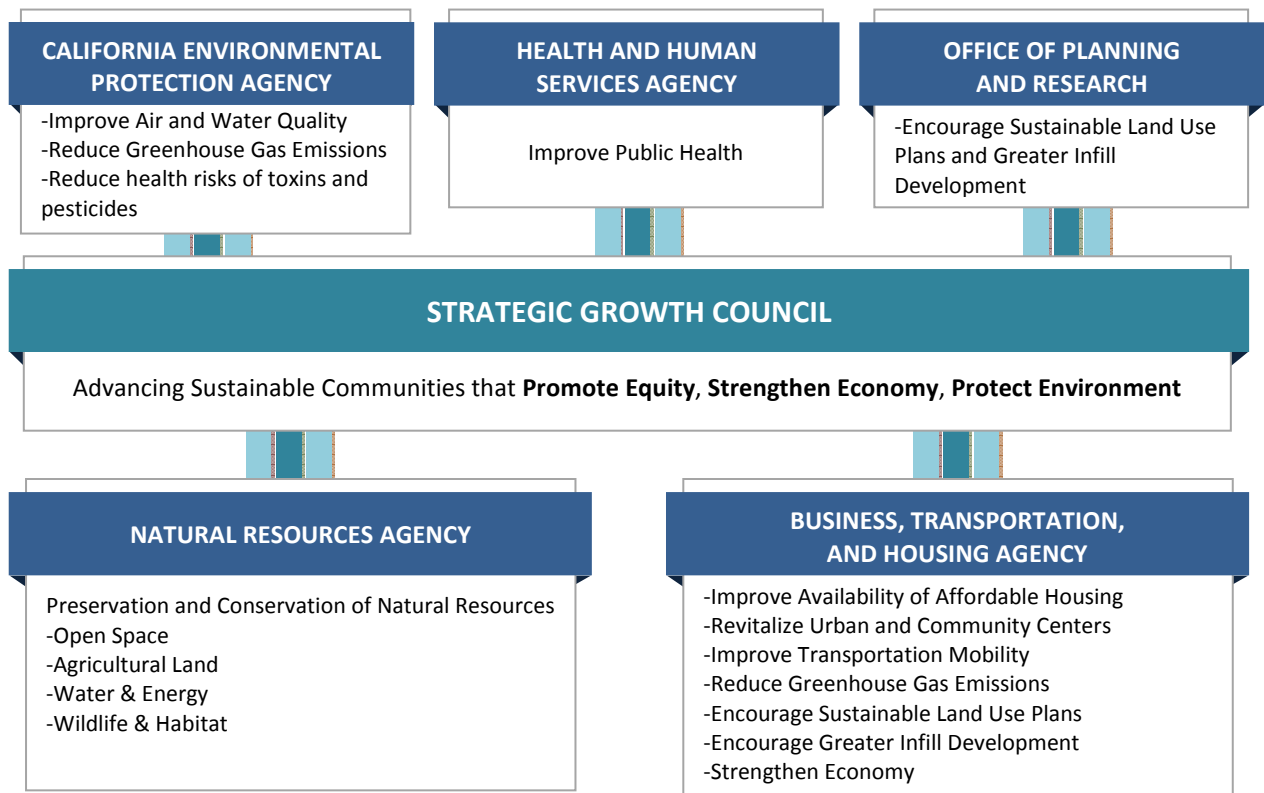 CALIFORNIA ENVIRONMENTAL
PROTECTION AGENCY
-Improve Air and Water Quality
-Reduce Greenhouse Gas Emissions
-Reduce health risks of toxins and
pesticides
HEALTH AND HUMAN
SERVICES AGENCY
Improve Public Health
OFFICE OF PLANNING
AND RESEARCH
-Encourage Sustainable Land Use
Plans and Greater Infill
Development
STRATEGIC GROWTH COUNCIL
Advancing Sustainable Communities that Promote Equity, Strengthen Economy, Protect Environment
NATURAL RESOURCES AGENCY
Preservation and Conservation of Natural Resources
-Open Space
-Agricultural Land
-Water & Energy
-Wildlife & Habitat
BUSINESS, TRANSPORTATION,
AND HOUSING AGENCY
-Improve Availability of Affordable Housing
-Revitalize Urban and Community Centers
-Improve Transportation Mobility
-Reduce Greenhouse Gas Emissions
-Encourage Sustainable Land Use Plans
-Encourage Greater Infill Development
-Strengthen Economy